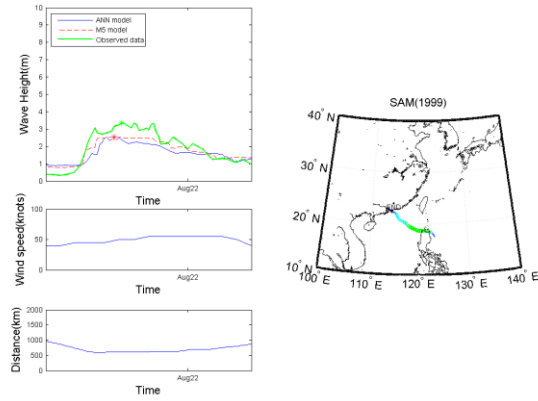 ANN model
M5 model
Observed data
Wave Height(m)
10
9
8
7
6
5
4
3
2
1
0
Aug22
Time
Wind speed(knots)
100
50
0
Aug22
Time
Distance(km)
2000
1500
1000
500
0
Aug22
Time
SAM(1999)
40° N
30° N
20° N
10° N
100° E
110° E
120° E
130° E
140° E